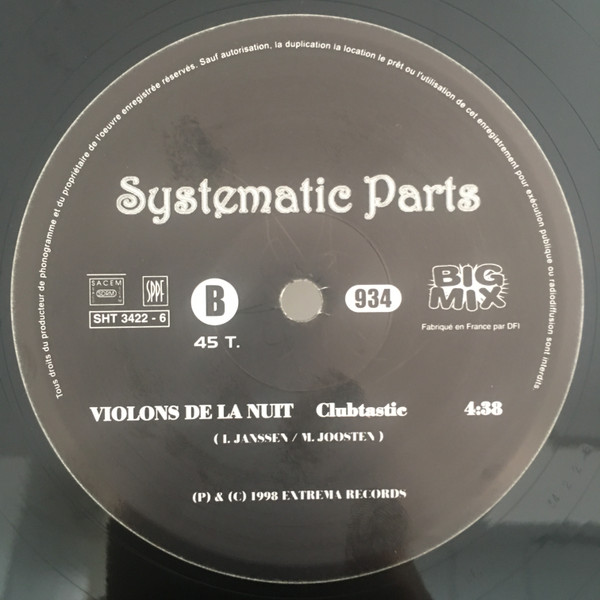 Tous droits du producteur de phonogramme et du propriétaire de l'oeuvre enregistrée réservés. Sauf autorisation, la duplication la location le prêt ou l'utilisation de cet enregistrement pour exécution publique ou radiodiffusion sont interdits.
Systematic Parts
SACEM
SPPF
B
934
BIG
MIX
SHT 3422 - 6
Fabriqué en France par DFI
45 T.
VIOLONS DE LA NUIT Clubtastic 4:38
( I. JANSSEN / M. JOOSTEN )
(P) & (C) 1998 EXTREMA RECORDS